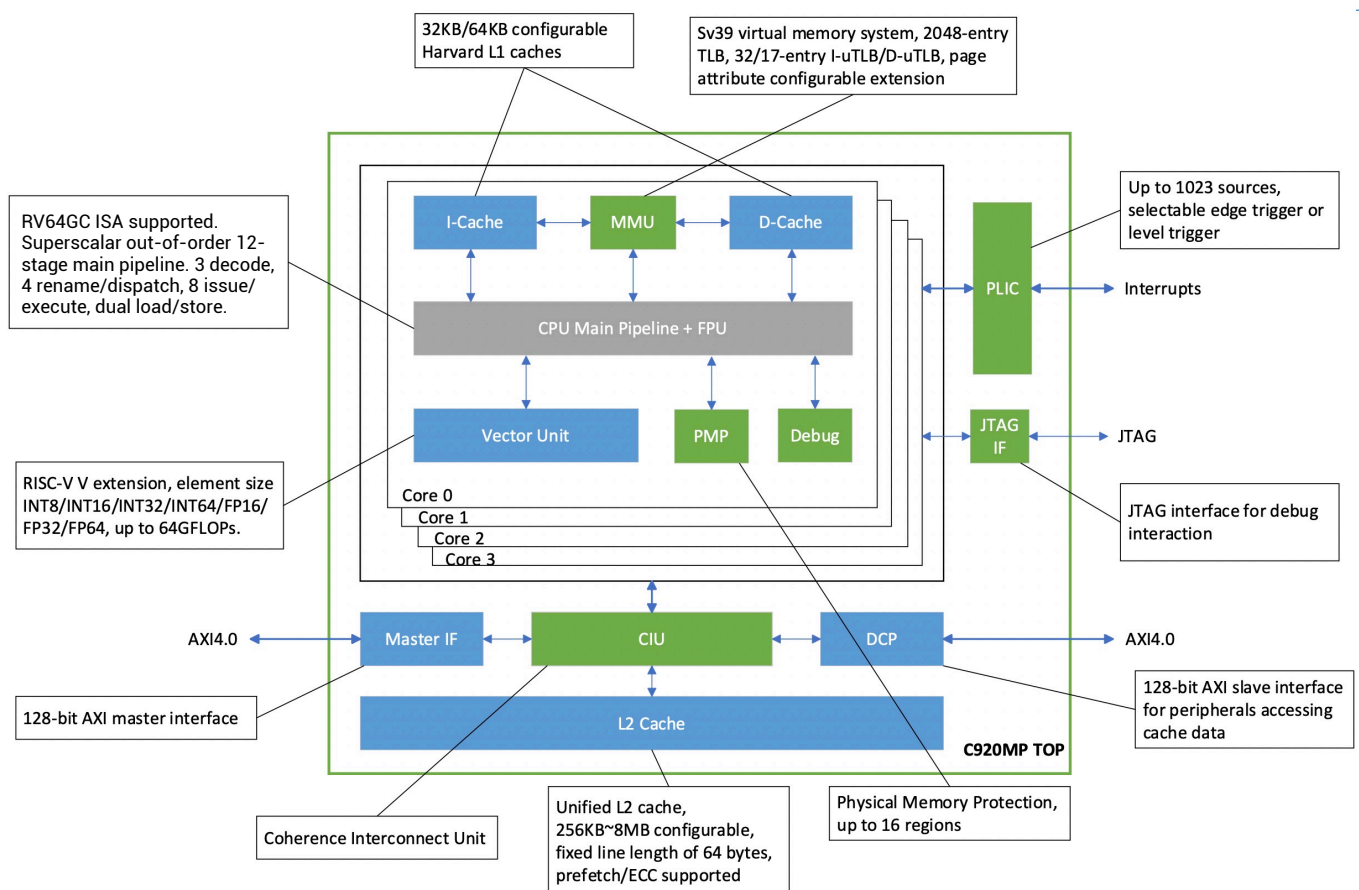 32KB/64KB configurable
Harvard L1 caches
Sv39 virtual memory system, 2048-entry
TLB, 32/17-entry I-uTLB/D-uTLB, page
attribute configurable extension
RV64GC ISA supported.
Superscalar out-of-order 12-
stage main pipeline. 3 decode,
4 rename/dispatch, 8 issue/
execute, dual load/store.
I-Cache
MMU
D-Cache
Up to 1023 sources,
selectable edge trigger or
level trigger
PLIC
Interrupts
CPU Main Pipeline + FPU
Vector Unit
PMP
Debug
JTAG
IF
JTAG
RISC-V V extension, element size
INT8/INT16/INT32/INT64/FP16/
FP32/FP64, up to 64GFLOPs.
Core 0
Core 1
Core 2
Core 3
JTAG interface for debug
interaction
AXI4.0
Master IF
CIU
DCP
AXI4.0
128-bit AXI master interface
L2 Cache
128-bit AXI slave interface
for peripherals accessing
cache data
C920MP TOP
Coherence Interconnect Unit
Unified L2 cache,
256KB~8MB configurable,
fixed line length of 64 bytes,
prefetch/ECC supported
Physical Memory Protection,
up to 16 regions